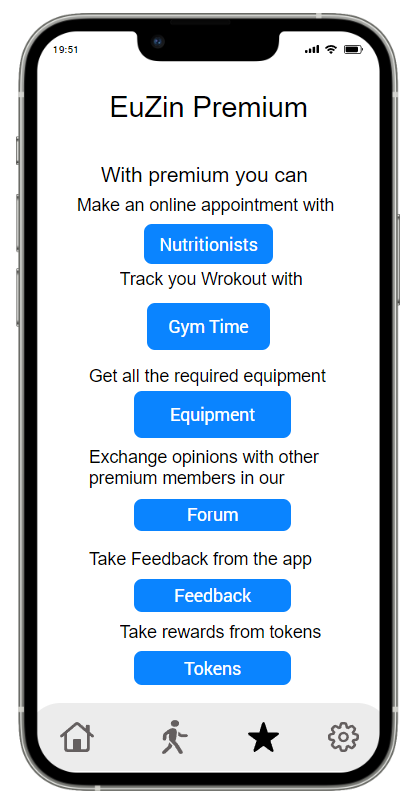 19:51
EuZin Premium
With premium you can
Make an online appointment with
Nutritionists
Track you Wrokout with
Gym Time
Get all the required equipment
Equipment
Exchange opinions with other
premium members in our
Forum
Take Feedback from the app
Feedback
Take rewards from tokens
Tokens